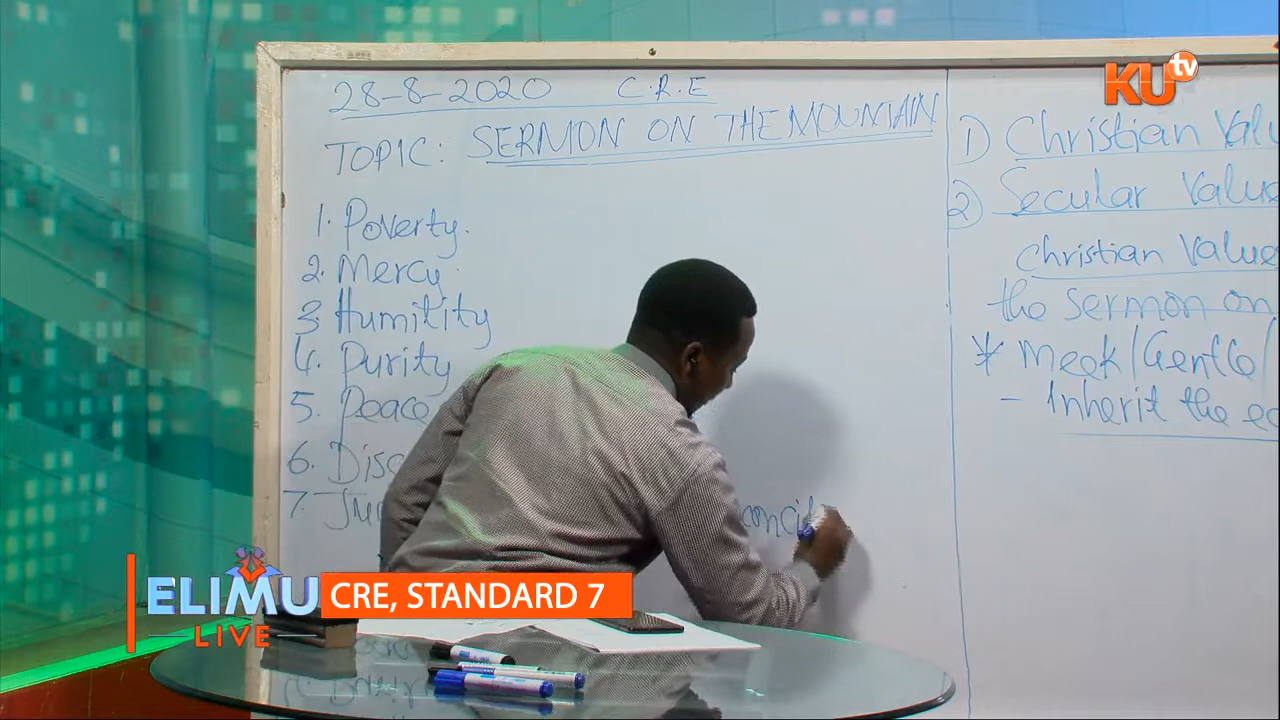 28-8-2020 C.R.E
TOPIC: SERMON ON THE MOUNTAIN
1. Poverty.
2. Mercy.
3 Humility
4. Purity
5. Peace
6.
7.
1) Christian
2) Secular
Christian
the Sermon on
* Meek/Gentle/
- Inherit the
KU tv
ELIMU
LIVE
CRE, STANDARD 7